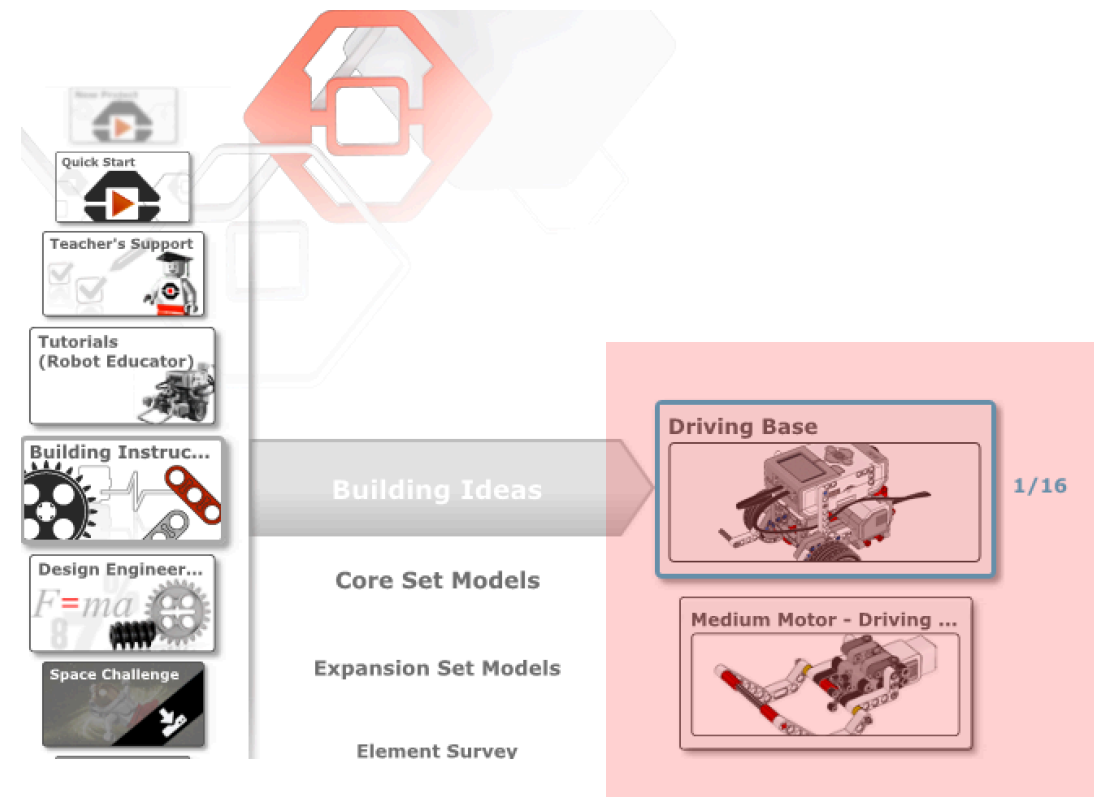 New Project
Quick Start
Teacher's Support
Tutorials
(Robot Educator)
Building Instruc...
Design Engineer...
F=ma
Space Challenge
Building Ideas
Core Set Models
Expansion Set Models
Element Survey
Driving Base
1/16
Medium Motor - Driving ...